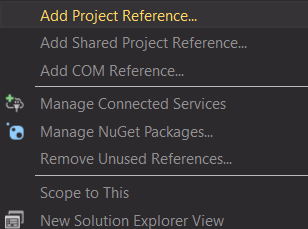 Add Project Reference...
Add Shared Project Reference...
Add COM Reference...
Manage Connected Services
Manage NuGet Packages...
Remove Unused References...
Scope to This
New Solution Explorer View